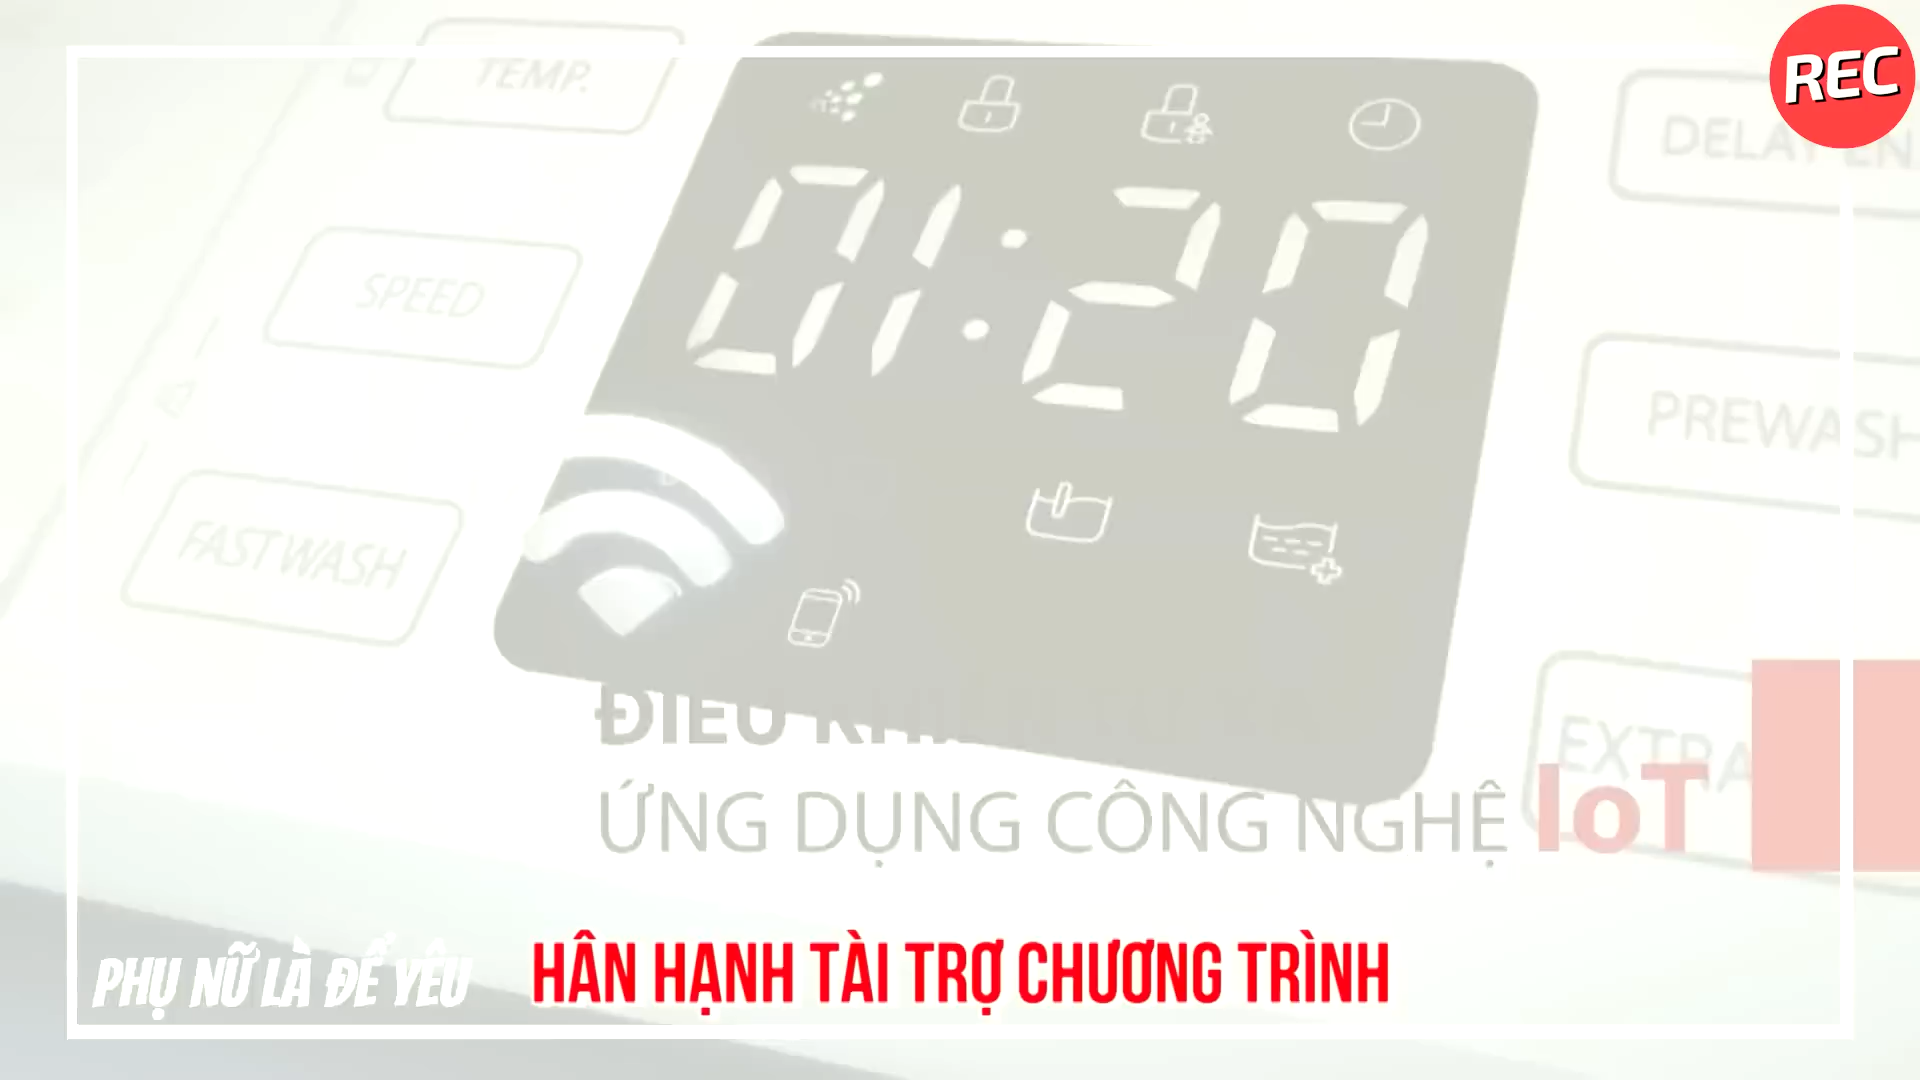 REC
TEMP.
01:20
SPEED
PREWASH
FAST WASH
EXTRA
ĐIỀU
ỨNG DỤNG CÔNG NGHỆ IoT
PHỤ NỮ LÀ ĐỂ YÊU
HÂN HẠNH TÀI TRỢ CHƯƠNG TRÌNH